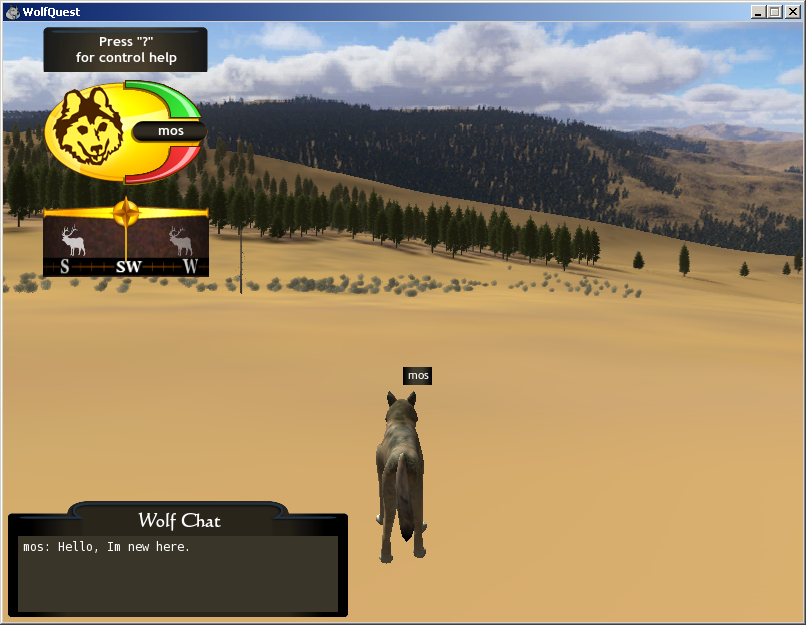 WolfQuest
Press "?"
for control help
mos
S SW W
mos
Wolf Chat
mos: Hello, Im new here.